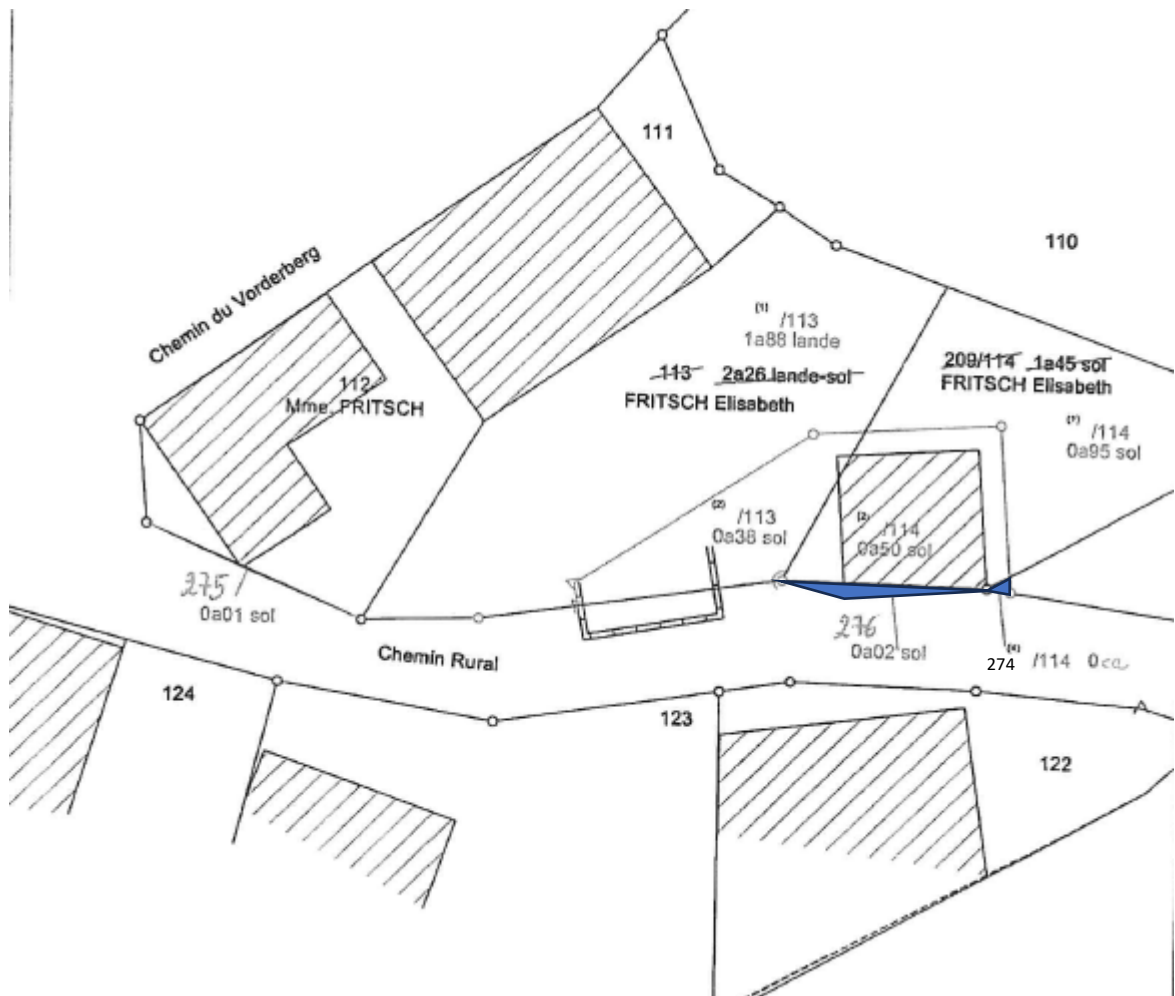 111
110
Chemin du Vorderberg
(1) /113
1a88 lande
113 2a26 lande-sol
FRITSCH Elisabeth
209/114 1a45 sol
FRITSCH Elisabeth
112
Mme. FRITSCH
/114
0a95 sol
(2) /113
0a38 sol
(2) /114
0a50 sol
275
0a01 sol
276
0a02 sol
(4)
274 /114 0ca
Chemin Rural
124
123
122